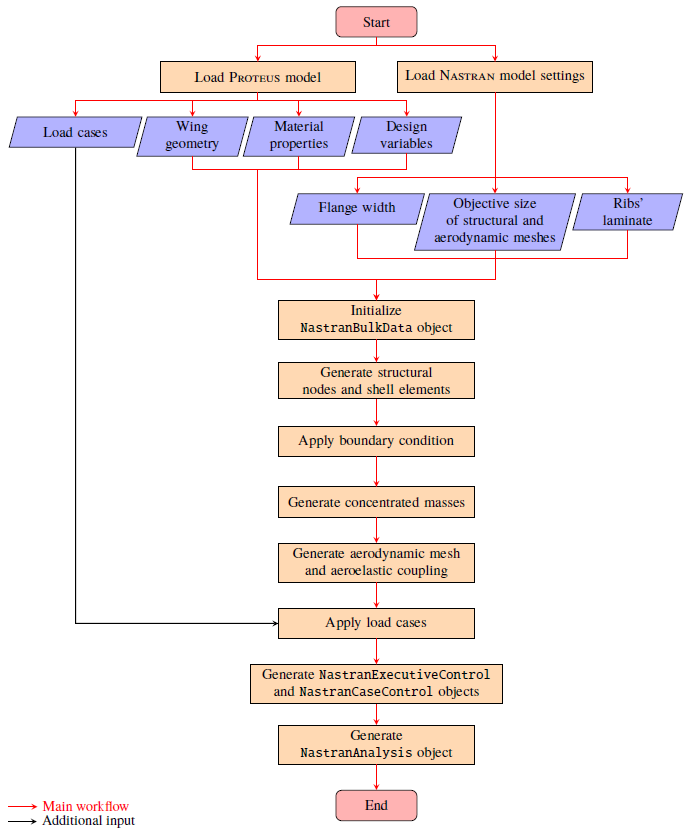 Start
Load PROTEUS model
Load NASTRAN model settings
Load cases
Wing
geometry
Material
properties
Design
variables
Flange width
Objective size
of structural and
aerodynamic meshes
Ribs'
laminate
Initialize
NastranBulkData object
Generate structural
nodes and shell elements
Apply boundary condition
Generate concentrated masses
Generate aerodynamic mesh
and aeroelastic coupling
Apply load cases
Generate NastranExecutiveControl
and NastranCaseControl objects
Generate
NastranAnalysis object
End
Main workflow
Additional input